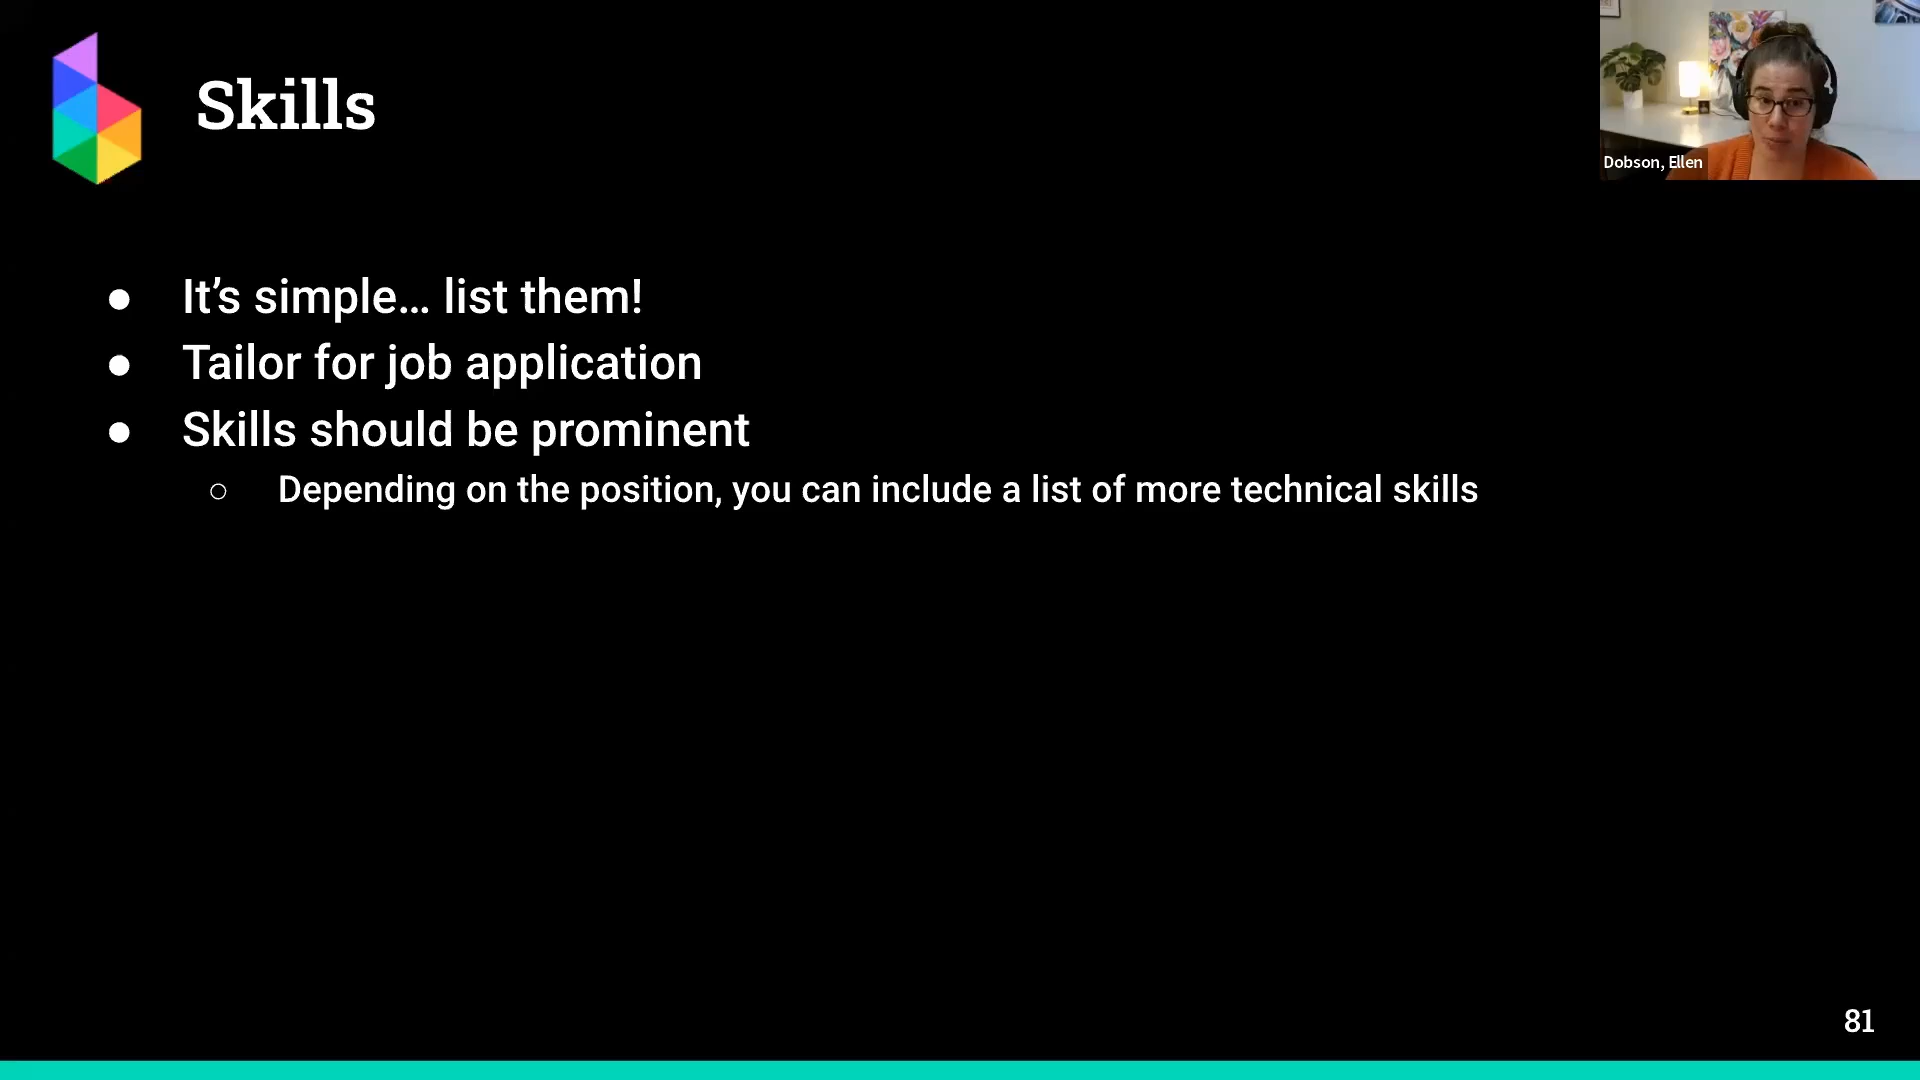 Skills
Dobson, Ellen
● It’s simple… list them!
● Tailor for job application
● Skills should be prominent
○ Depending on the position, you can include a list of more technical skills
81